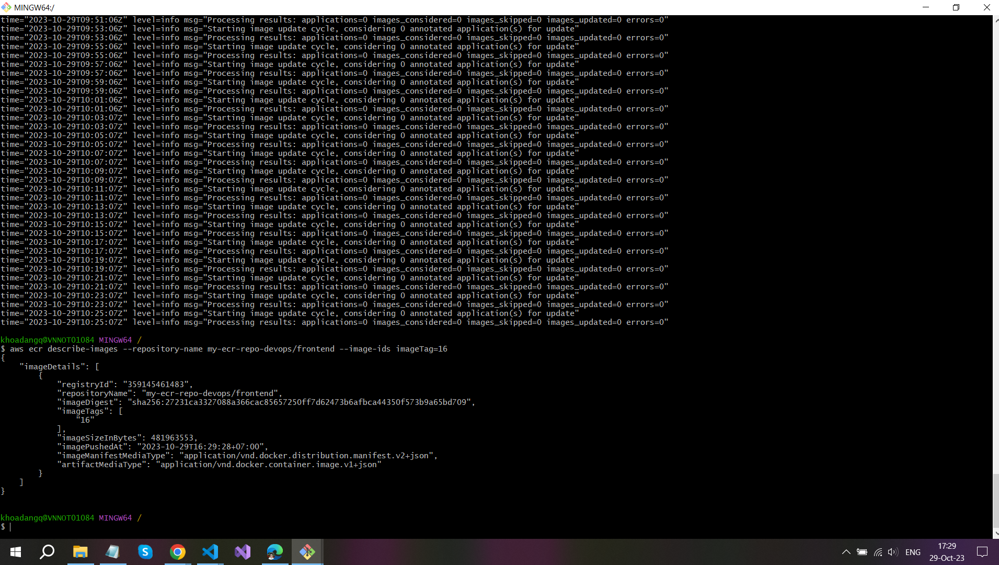 MINGW64:/
time="2023-10-29T09:51:06Z" level=info msg="Processing results: applications=0 images_considered=0 images_skipped=0 images_updated=0 errors=0"
time="2023-10-29T09:53:06Z" level=info msg="Starting image update cycle, considering 0 annotated application(s) for update"
time="2023-10-29T09:53:06Z" level=info msg="Processing results: applications=0 images_considered=0 images_skipped=0 images_updated=0 errors=0"
time="2023-10-29T09:55:06Z" level=info msg="Starting image update cycle, considering 0 annotated application(s) for update"
time="2023-10-29T09:55:06Z" level=info msg="Processing results: applications=0 images_considered=0 images_skipped=0 images_updated=0 errors=0"
time="2023-10-29T09:57:06Z" level=info msg="Starting image update cycle, considering 0 annotated application(s) for update"
time="2023-10-29T09:57:06Z" level=info msg="Processing results: applications=0 images_considered=0 images_skipped=0 images_updated=0 errors=0"
time="2023-10-29T09:59:06Z" level=info msg="Starting image update cycle, considering 0 annotated application(s) for update"
time="2023-10-29T09:59:06Z" level=info msg="Processing results: applications=0 images_considered=0 images_skipped=0 images_updated=0 errors=0"
time="2023-10-29T10:01:06Z" level=info msg="Starting image update cycle, considering 0 annotated application(s) for update"
time="2023-10-29T10:01:06Z" level=info msg="Processing results: applications=0 images_considered=0 images_skipped=0 images_updated=0 errors=0"
time="2023-10-29T10:03:07Z" level=info msg="Starting image update cycle, considering 0 annotated application(s) for update"
time="2023-10-29T10:03:07Z" level=info msg="Processing results: applications=0 images_considered=0 images_skipped=0 images_updated=0 errors=0"
time="2023-10-29T10:05:07Z" level=info msg="Starting image update cycle, considering 0 annotated application(s) for update"
time="2023-10-29T10:05:07Z" level=info msg="Processing results: applications=0 images_considered=0 images_skipped=0 images_updated=0 errors=0"
time="2023-10-29T10:07:07Z" level=info msg="Starting image update cycle, considering 0 annotated application(s) for update"
time="2023-10-29T10:07:07Z" level=info msg="Processing results: applications=0 images_considered=0 images_skipped=0 images_updated=0 errors=0"
time="2023-10-29T10:09:07Z" level=info msg="Starting image update cycle, considering 0 annotated application(s) for update"
time="2023-10-29T10:09:07Z" level=info msg="Processing results: applications=0 images_considered=0 images_skipped=0 images_updated=0 errors=0"
time="2023-10-29T10:11:07Z" level=info msg="Starting image update cycle, considering 0 annotated application(s) for update"
time="2023-10-29T10:11:07Z" level=info msg="Processing results: applications=0 images_considered=0 images_skipped=0 images_updated=0 errors=0"
time="2023-10-29T10:13:07Z" level=info msg="Starting image update cycle, considering 0 annotated application(s) for update"
time="2023-10-29T10:13:07Z" level=info msg="Processing results: applications=0 images_considered=0 images_skipped=0 images_updated=0 errors=0"
time="2023-10-29T10:15:07Z" level=info msg="Starting image update cycle, considering 0 annotated application(s) for update"
time="2023-10-29T10:15:07Z" level=info msg="Processing results: applications=0 images_considered=0 images_skipped=0 images_updated=0 errors=0"
time="2023-10-29T10:17:07Z" level=info msg="Starting image update cycle, considering 0 annotated application(s) for update"
time="2023-10-29T10:17:07Z" level=info msg="Processing results: applications=0 images_considered=0 images_skipped=0 images_updated=0 errors=0"
time="2023-10-29T10:19:07Z" level=info msg="Starting image update cycle, considering 0 annotated application(s) for update"
time="2023-10-29T10:19:07Z" level=info msg="Processing results: applications=0 images_considered=0 images_skipped=0 images_updated=0 errors=0"
time="2023-10-29T10:21:07Z" level=info msg="Starting image update cycle, considering 0 annotated application(s) for update"
time="2023-10-29T10:21:07Z" level=info msg="Processing results: applications=0 images_considered=0 images_skipped=0 images_updated=0 errors=0"
time="2023-10-29T10:23:07Z" level=info msg="Starting image update cycle, considering 0 annotated application(s) for update"
time="2023-10-29T10:23:07Z" level=info msg="Processing results: applications=0 images_considered=0 images_skipped=0 images_updated=0 errors=0"
time="2023-10-29T10:25:07Z" level=info msg="Starting image update cycle, considering 0 annotated application(s) for update"
time="2023-10-29T10:25:07Z" level=info msg="Processing results: applications=0 images_considered=0 images_skipped=0 images_updated=0 errors=0"
khoadangq@VNNOT01084 MINGW64 /
$ aws ecr describe-images --repository-name my-ecr-repo-devops/frontend --image-ids imageTag=16
{
    "imageDetails": [
        {
            "registryId": "359145461483",
            "repositoryName": "my-ecr-repo-devops/frontend",
            "imageDigest": "sha256:27231ca3327088a366cac85657250ff7d62473b6afbca44350f573b9a65bd709",
            "imageTags": [
                "16"
            ],
            "imageSizeInBytes": 481963553,
            "imagePushedAt": "2023-10-29T16:29:28+07:00",
            "imageManifestMediaType": "application/vnd.docker.distribution.manifest.v2+json",
            "artifactMediaType": "application/vnd.docker.container.image.v1+json"
        }
    ]
}
khoadangq@VNNOT01084 MINGW64 /
$
ENG
17:29
29-Oct-23